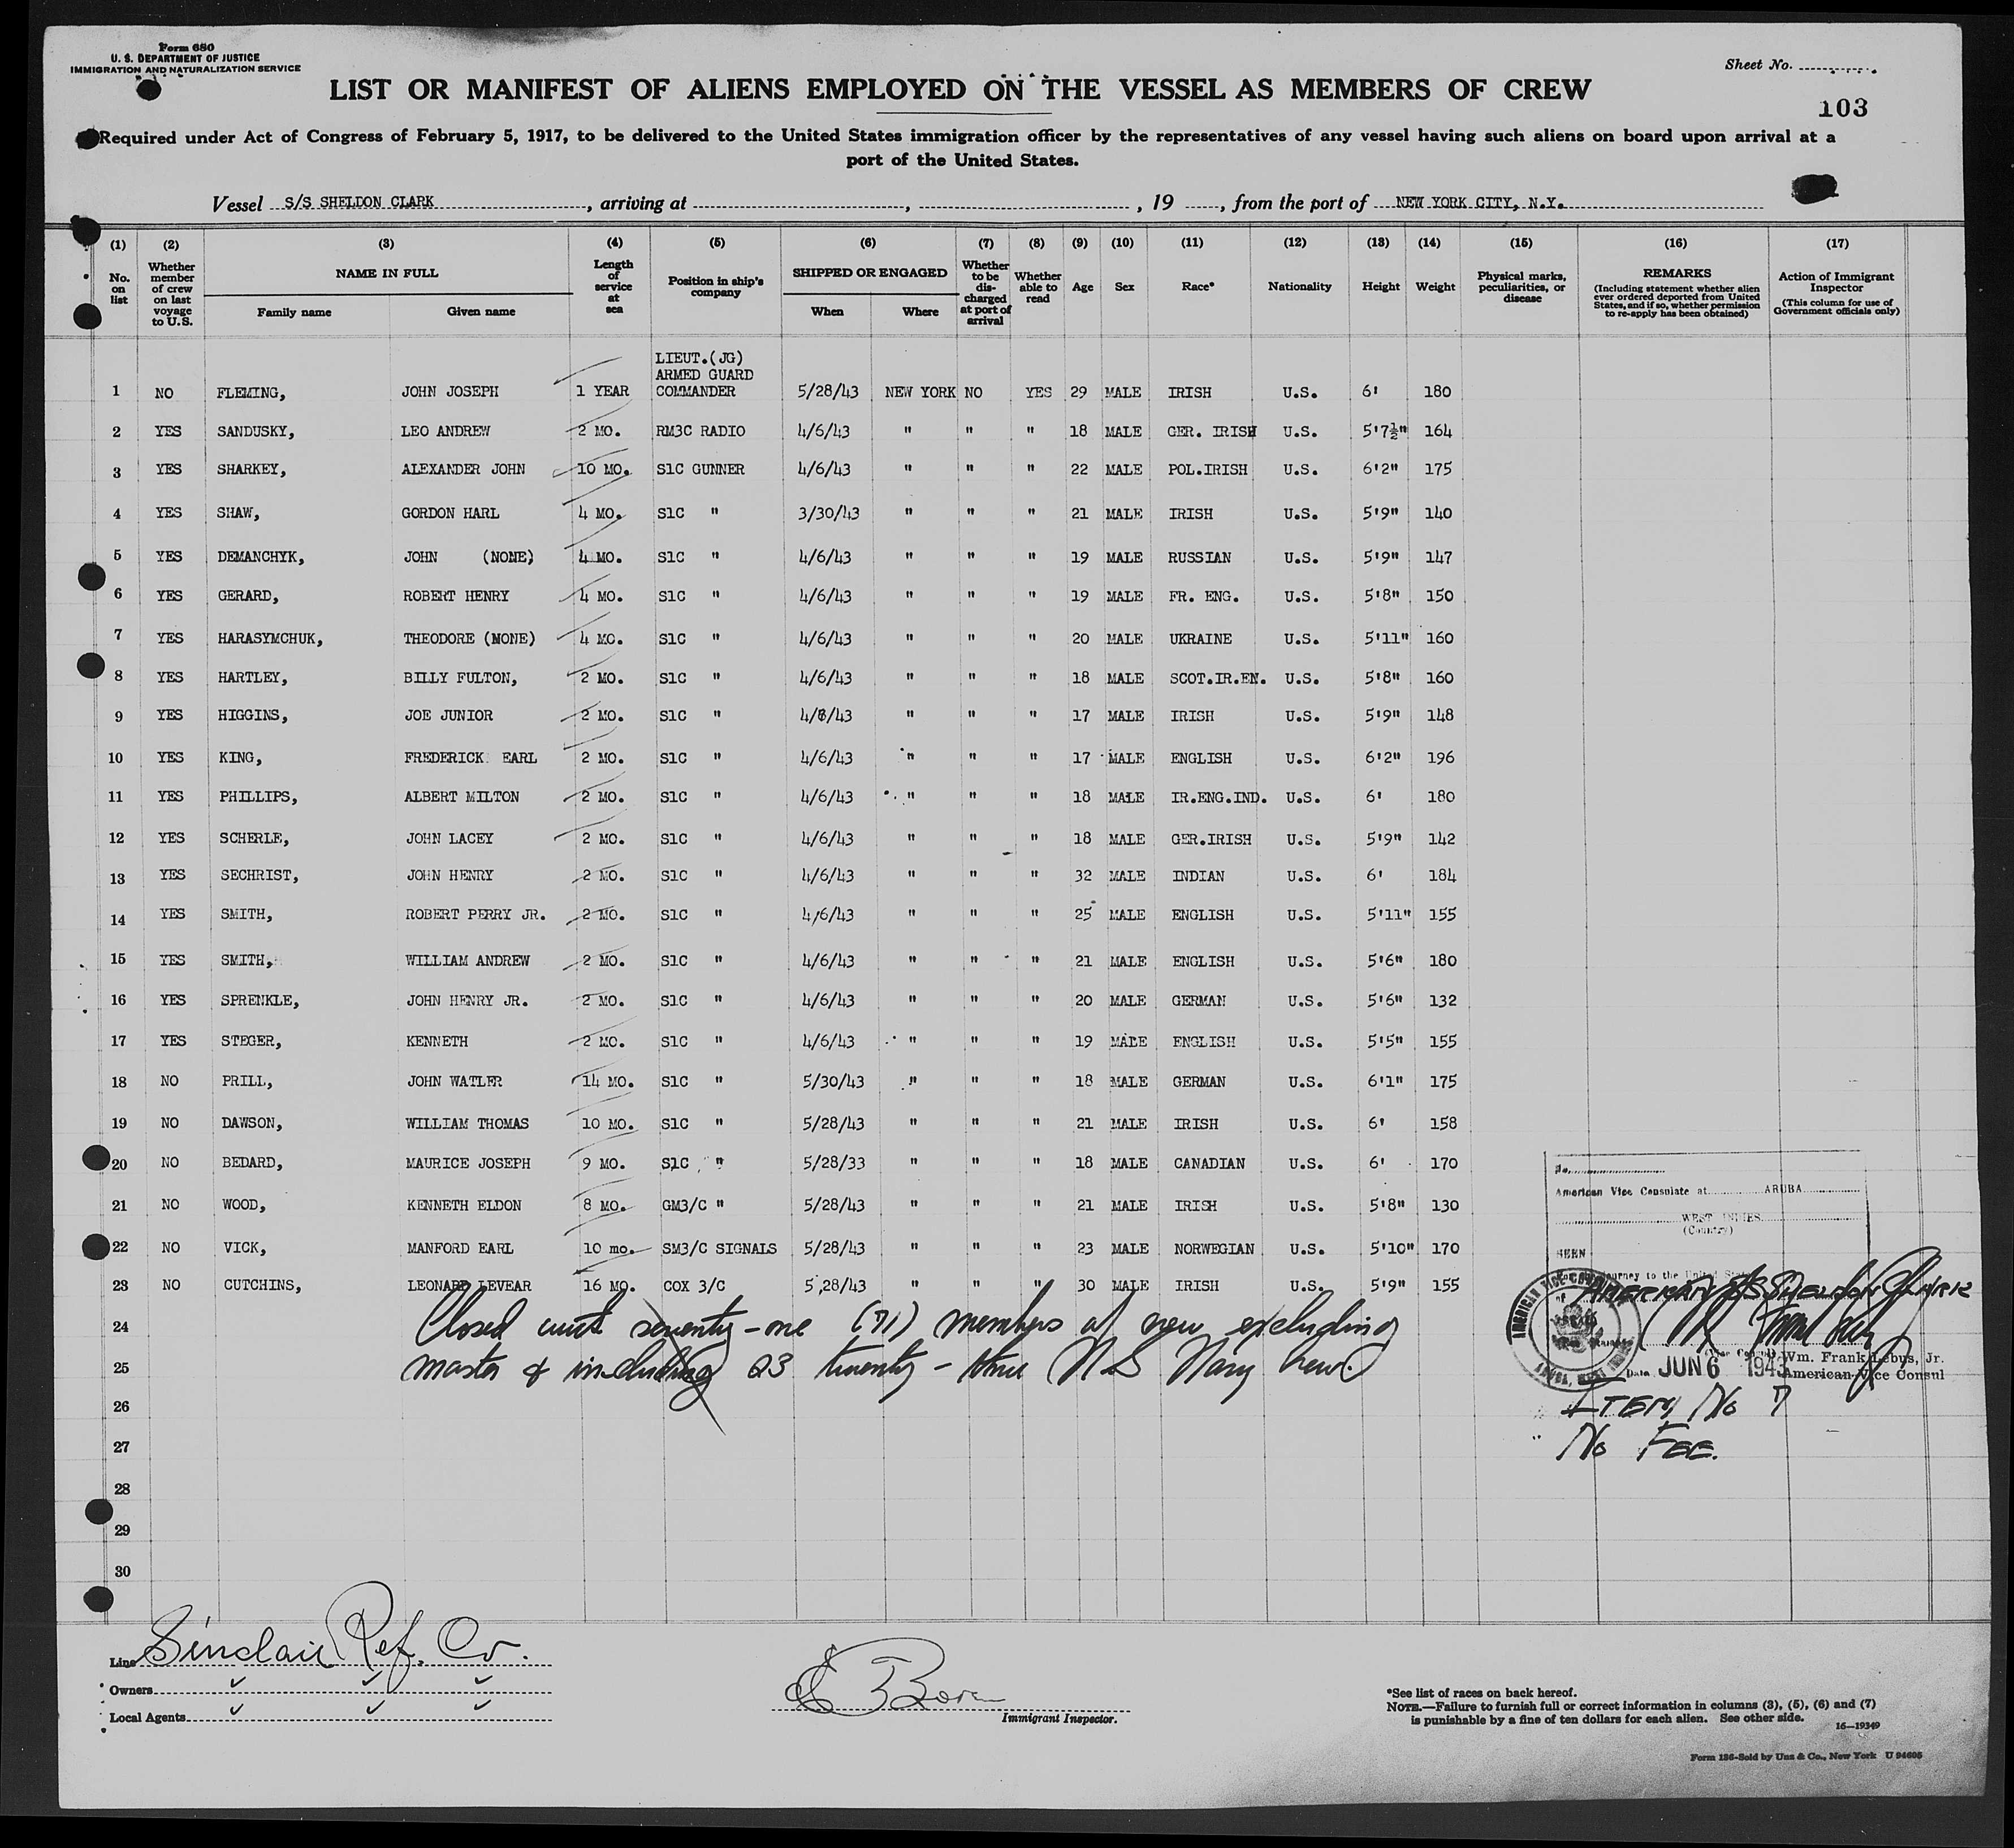 Form 680
U. S. DEPARTMENT OF JUSTICE
IMMIGRATION AND NATURALIZATION SERVICE
Sheet No.
LIST OR MANIFEST OF ALIENS EMPLOYED ON THE VESSEL AS MEMBERS OF CREW
103
Required under Act of Congress of February 5, 1917, to be delivered to the United States immigration officer by the representatives of any vessel having such aliens on board upon arrival at a
port of the United States.
Vessel S/S SHELDON CLARK, arriving at , , 19 , from the port of NEW YORK CITY, N.Y.
(1) (2) (3) (4) (5) (6) (7) (8) (9) (10) (11) (12) (13) (14) (15) (16) (17)
No. on list Whether member of crew on last voyage to U.S. NAME IN FULL Family name Given name Length of service at sea Position in ship's company SHIPPED OR ENGAGED When Where Whether to be discharged at port of arrival Whether able to read Age Sex Race* Nationality Height Weight Physical marks, peculiarities, or disease REMARKS (Including statement whether alien ever ordered deported from United States, and if so, whether permission to re-apply has been obtained) Action of Immigrant Inspector (This column for use of Government officials only)
LIEUT.(JG)
ARMED GUARD
1 NO FLEMING, JOHN JOSEPH 1 YEAR COMMANDER 5/28/43 NEW YORK NO YES 29 MALE IRISH U.S. 6' 180
2 YES SANDUSKY, LEO ANDREW 2 MO. RM3C RADIO 4/6/43 " " " 18 MALE GER. IRISH U.S. 5'7½" 164
3 YES SHARKEY, ALEXANDER JOHN 10 MO. S1C GUNNER 4/6/43 " " " 22 MALE POL.IRISH U.S. 6'2" 175
4 YES SHAW, GORDON HARL 4 MO. S1C " 3/30/43 " " " 21 MALE IRISH U.S. 5'9" 140
5 YES DEMANCHYK, JOHN (NONE) 4 MO. S1C " 4/6/43 " " " 19 MALE RUSSIAN U.S. 5'9" 147
6 YES GERARD, ROBERT HENRY 4 MO. S1C " 4/6/43 " " " 19 MALE FR. ENG. U.S. 5'8" 150
7 YES HARASYMCHUK, THEODORE (NONE) 4 MO. S1C " 4/6/43 " " " 20 MALE UKRAINE U.S. 5'11" 160
8 YES HARTLEY, BILLY FULTON, 2 MO. S1C " 4/6/43 " " " 18 MALE SCOT.IR.EN. U.S. 5'8" 160
9 YES HIGGINS, JOE JUNIOR 2 MO. S1C " 4/6/43 " " " 17 MALE IRISH U.S. 5'9" 148
10 YES KING, FREDERICK EARL 2 MO. S1C " 4/6/43 " " " 17 MALE ENGLISH U.S. 6'2" 196
11 YES PHILLIPS, ALBERT MILTON 2 MO. S1C " 4/6/43 " " " 18 MALE IR.ENG.IND. U.S. 6' 180
12 YES SCHERLE, JOHN LACEY 2 MO. S1C " 4/6/43 " " " 18 MALE GER.IRISH U.S. 5'9" 142
13 YES SECHRIST, JOHN HENRY 2 MO. S1C " 4/6/43 " " " 32 MALE INDIAN U.S. 6' 184
14 YES SMITH, ROBERT PERRY JR. 2 MO. S1C " 4/6/43 " " " 25 MALE ENGLISH U.S. 5'11" 155
15 YES SMITH, WILLIAM ANDREW 2 MO. S1C " 4/6/43 " " " 21 MALE ENGLISH U.S. 5'6" 180
16 YES SPRENKLE, JOHN HENRY JR. 2 MO. S1C " 4/6/43 " " " 20 MALE GERMAN U.S. 5'6" 132
17 YES STEGER, KENNETH 2 MO. S1C " 4/6/43 " " " 19 MALE ENGLISH U.S. 5'5" 155
18 NO PRILL, JOHN WATLER 14 MO. S1C " 5/30/43 " " " 18 MALE GERMAN U.S. 6'1" 175
19 NO DAWSON, WILLIAM THOMAS 10 MO. S1C " 5/28/43 " " " 21 MALE IRISH U.S. 6' 158
20 NO BEDARD, MAURICE JOSEPH 9 MO. S1C " 5/28/33 " " " 18 MALE CANADIAN U.S. 6' 170
21 NO WOOD, KENNETH ELDON 8 MO. GM3/C " 5/28/43 " " " 21 MALE IRISH U.S. 5'8" 130
22 NO VICK, MANFORD EARL 10 mo. SM3/C SIGNALS 5/28/43 " " " 23 MALE NORWEGIAN U.S. 5'10" 170
23 NO CUTCHINS, LEONARD LEVEAR 16 MO. COX 3/C 5,28/43 " " " 30 MALE IRISH U.S. 5'9" 155
24 Closed with seventy-one (71) members of crew excluding
25 master & including 23 twenty-three U S Navy Crew.
26
27
28
29
30
No.
American Vice Consulate at ARUBA
WEST INDIES
(Country)
SEEN
journey to the United States
AMERICAN S/S Sheldon Clark
Wm. Frank Lebus, Jr.
American Vice Consul
Date JUN 6 1943
ITEM No 7
No FEE.
Line Sinclair Ref. Co.
Owners
Local Agents
Immigrant Inspector.
*See list of races on back hereof.
NOTE.—Failure to furnish full or correct information in columns (3), (5), (6) and (7)
is punishable by a fine of ten dollars for each alien. See other side.
16—19349
Form 136-Sold by Unz & Co., New York U 94605